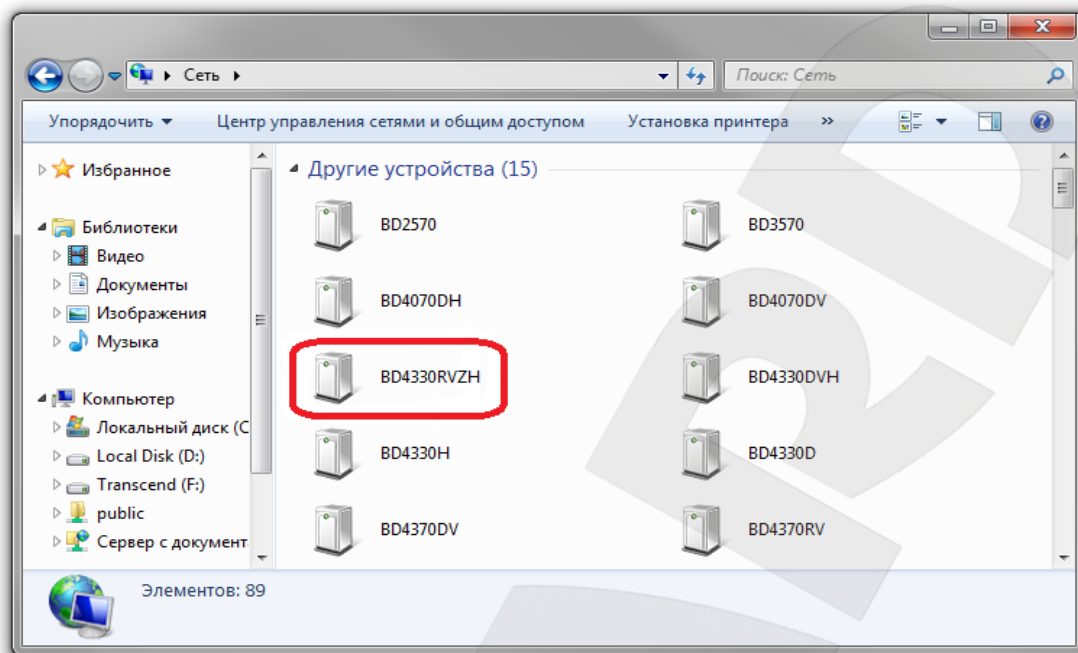 Сеть
Поиск: Сеть
Упорядочить
Центр управления сетями и общим доступом
Установка принтера
»
Избранное
Библиотеки
Видео
Документы
Изображения
Музыка
Компьютер
Локальный диск (C
Local Disk (D:)
Transcend (F:)
public
Сервер с документ
Другие устройства (15)
BD2570
BD3570
BD4070DH
BD4070DV
BD4330RVZH
BD4330DVH
BD4330H
BD4330D
BD4370DV
BD4370RV
Элементов: 89